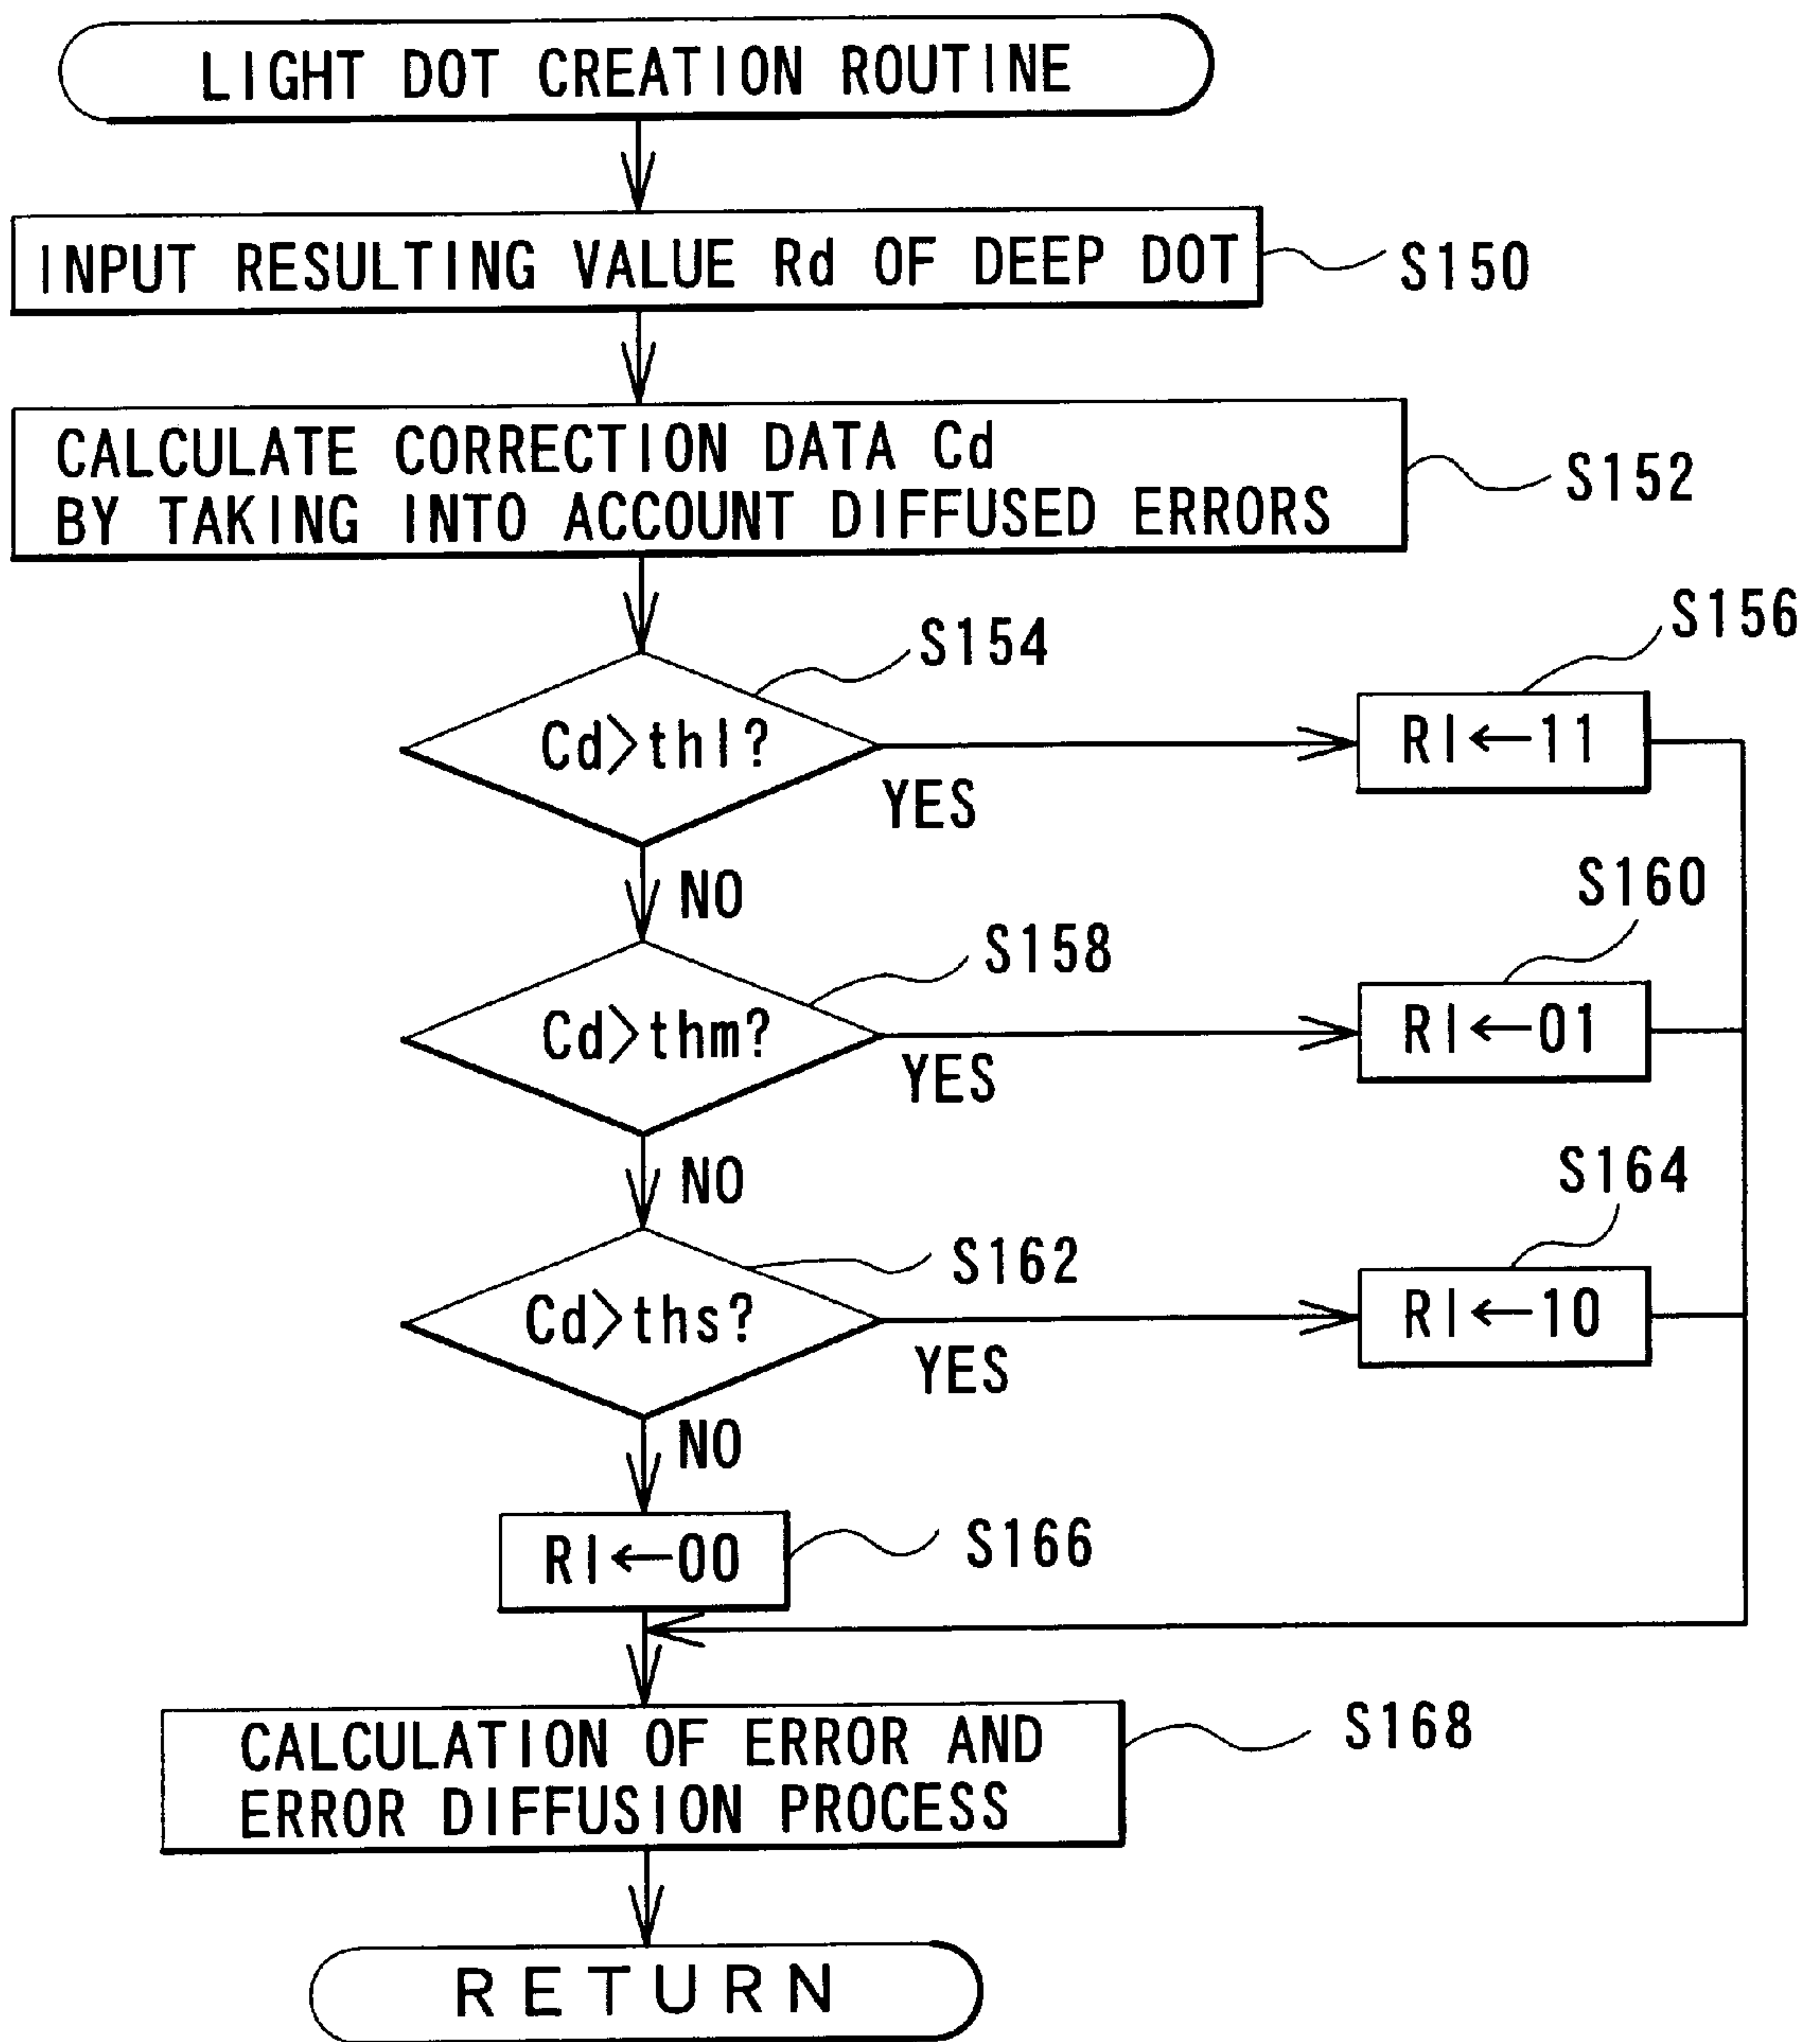 LIGHT DOT CREATION ROUTINE
INPUT RESULTING VALUE Rd OF DEEP DOT
S150
CALCULATE CORRECTION DATA Cd
BY TAKING INTO ACCOUNT DIFFUSED ERRORS
S152
S154
Cd>thl?
YES
S156
Rl←11
NO
S158
Cd>thm?
YES
S160
Rl←01
NO
S162
Cd>ths?
YES
S164
Rl←10
NO
Rl←00
S166
CALCULATION OF ERROR AND
ERROR DIFFUSION PROCESS
S168
RETURN